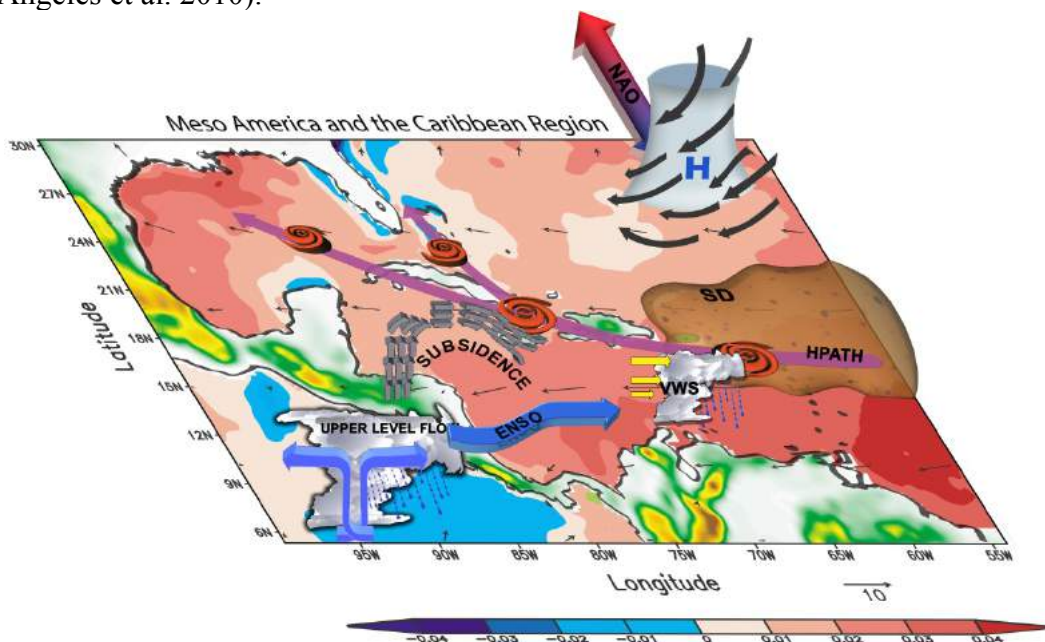 Angeles et al. 2010).
NAO
Meso America and the Caribbean Region
H
30N
27N
24N
21N
18N
15N
12N
9N
6N
Latitude
SD
HPATH
SUBSIDENCE
VWS
UPPER LEVEL FLO
ENSO
95W 90W 85W 80W 75W 70W 65W 60W 55W
Longitude
10
-0.04 -0.03 -0.02 -0.01 0 0.01 0.02 0.03 0.04